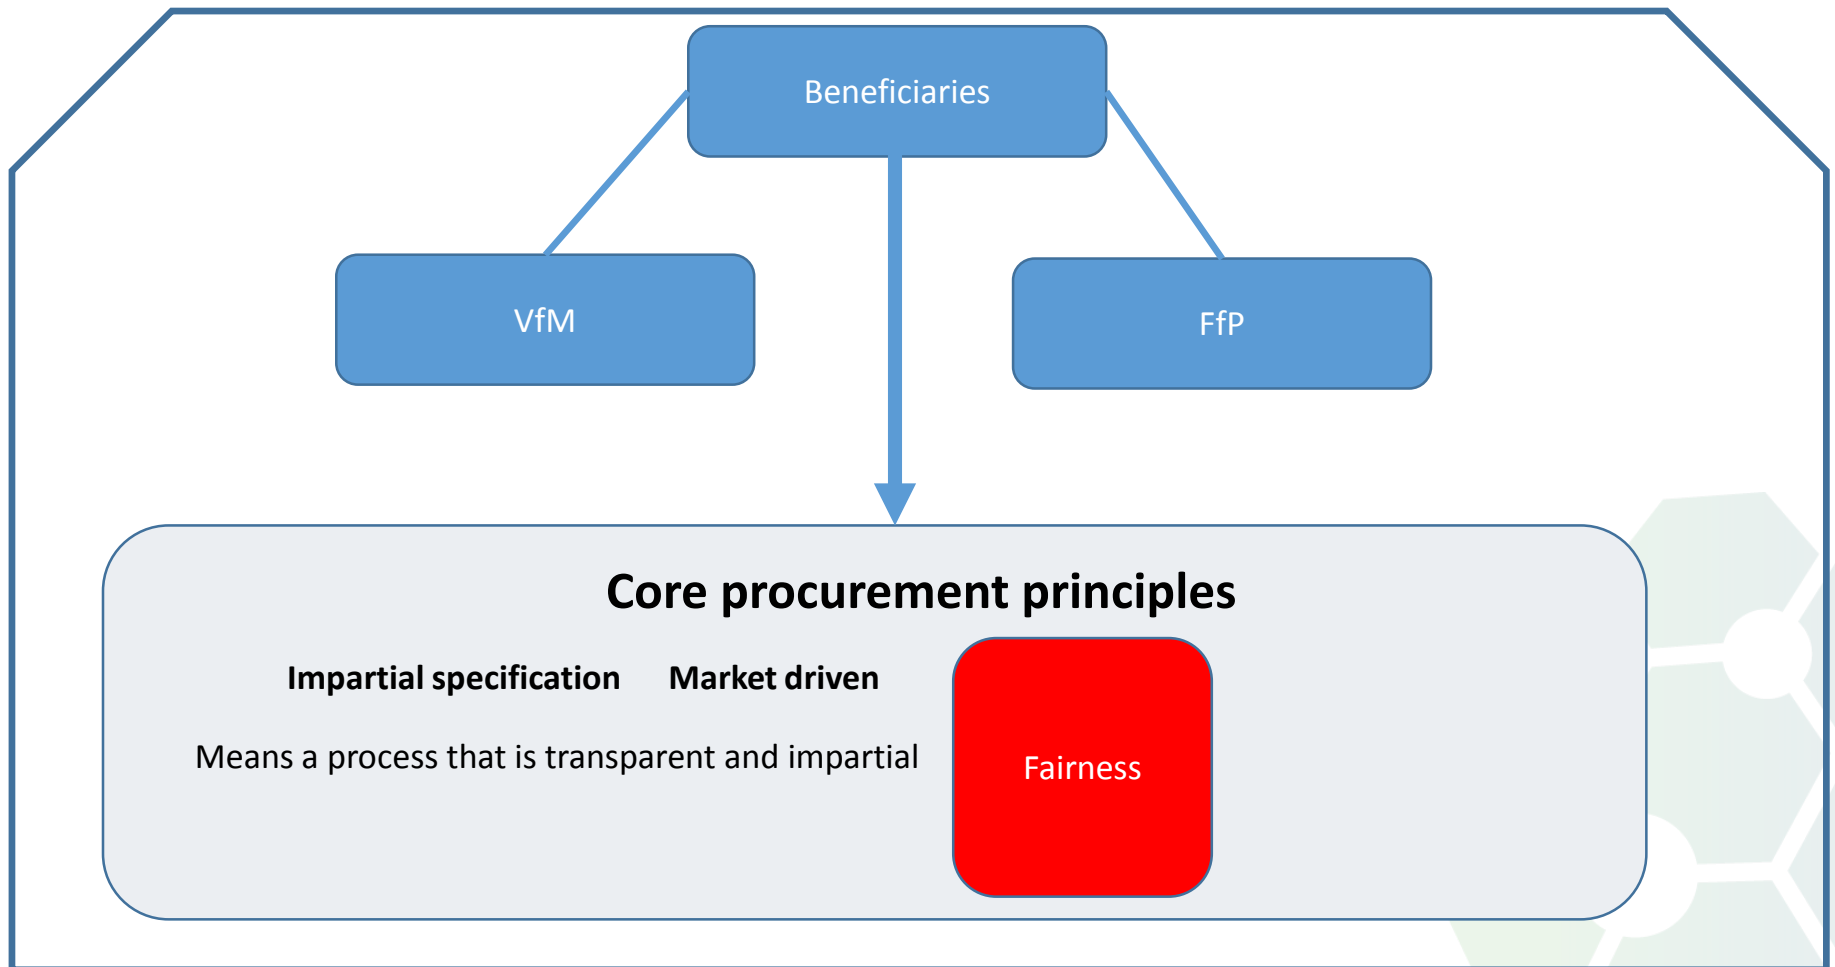 Beneficiaries
VfM
FfP
Core procurement principles
Impartial specification Market driven
Means a process that is transparent and impartial
Fairness